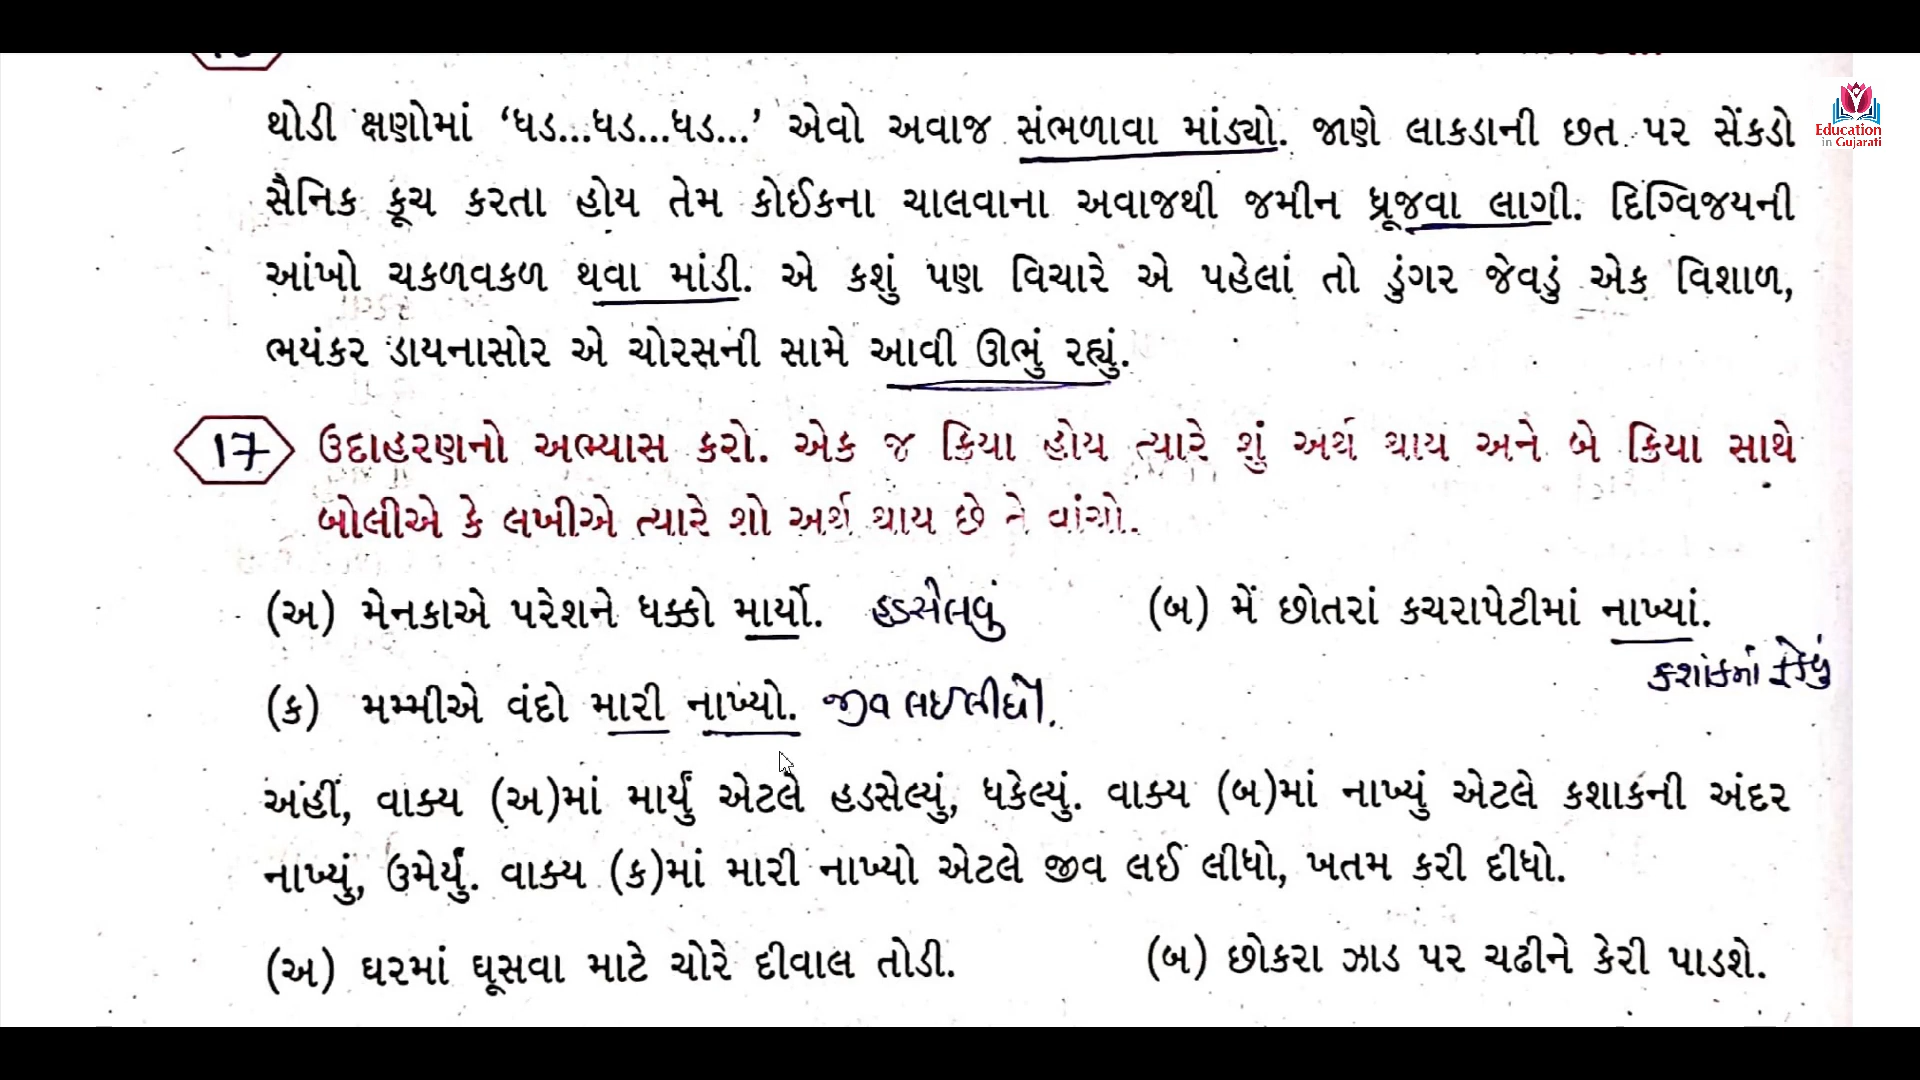 થોડી ક્ષણોમાં ‘ધડ...ધડ...ધડ...’ એવો અવાજ સંભળાવા માંડ્યો. જાણે લાકડાની છત પર સેંકડો
Education
in Gujarati
સૈનિક કૂચ કરતા હોય તેમ કોઈકના ચાલવાના અવાજથી જમીન ધ્રૂજવા લાગી. દિગ્વિજયની
આંખો ચકળવકળ થવા માંડી. એ કશું પણ વિચારે એ પહેલાં તો ડુંગર જેવડું એક વિશાળ,
ભયંકર ડાયનાસોર એ ચોરસની સામે આવી ઊભું રહ્યું.
17 ઉદાહરણનો અભ્યાસ કરો. એક જ ક્રિયા હોય ત્યારે શું અર્થ થાય અને બે ક્રિયા સાથે
બોલીએ કે લખીએ ત્યારે શો અર્થ થાય છે તે વાંચો.
(અ) મેનકાએ પરેશને ધક્કો માર્યો. હડસેલવું (બ) મેં છોતરાં કચરાપેટીમાં નાખ્યાં.
કશાકમાં ફેંક્યું
(ક) મમ્મીએ વંદો મારી નાખ્યો. જીવ લઈ લીધો.
અહીં, વાક્ય (અ)માં માર્યું એટલે હડસેલ્યું, ધકેલ્યું. વાક્ય (બ)માં નાખ્યું એટલે કશાકની અંદર
નાખ્યું, ઉમેર્યું. વાક્ય (ક)માં મારી નાખ્યો એટલે જીવ લઈ લીધો, ખતમ કરી દીધો.
(અ) ઘરમાં ઘૂસવા માટે ચોરે દીવાલ તોડી. (બ) છોકરા ઝાડ પર ચઢીને કેરી પાડશે.